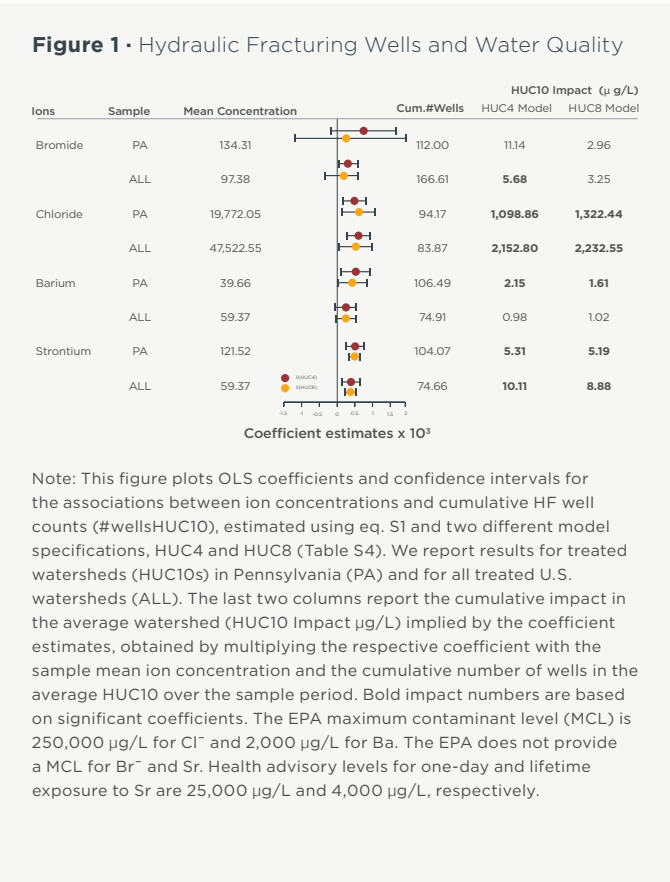 Figure 1 · Hydraulic Fracturing Wells and Water Quality
HUC10 Impact (μ g/L)
Ions Sample Mean Concentration Cum.#Wells HUC4 Model HUC8 Model
Bromide PA 134.31 112.00 11.14 2.96
ALL 97.38 166.61 5.68 3.25
Chloride PA 19,772.05 94.17 1,098.86 1,322.44
ALL 47,522.55 83.87 2,152.80 2,232.55
Barium PA 39.66 106.49 2.15 1.61
ALL 59.37 74.91 0.98 1.02
Strontium PA 121.52 104.07 5.31 5.19
ALL 59.37 74.66 10.11 8.88
-1.5 -1 -0.5 0 0.5 1 1.5 2
Coefficient estimates x 10³
Note: This figure plots OLS coefficients and confidence intervals for
the associations between ion concentrations and cumulative HF well
counts (#wellsHUC10), estimated using eq. S1 and two different model
specifications, HUC4 and HUC8 (Table S4). We report results for treated
watersheds (HUC10s) in Pennsylvania (PA) and for all treated U.S.
watersheds (ALL). The last two columns report the cumulative impact in
the average watershed (HUC10 Impact μg/L) implied by the coefficient
estimates, obtained by multiplying the respective coefficient with the
sample mean ion concentration and the cumulative number of wells in the
average HUC10 over the sample period. Bold impact numbers are based
on significant coefficients. The EPA maximum contaminant level (MCL) is
250,000 μg/L for Cl⁻ and 2,000 μg/L for Ba. The EPA does not provide
a MCL for Br⁻ and Sr. Health advisory levels for one-day and lifetime
exposure to Sr are 25,000 μg/L and 4,000 μg/L, respectively.